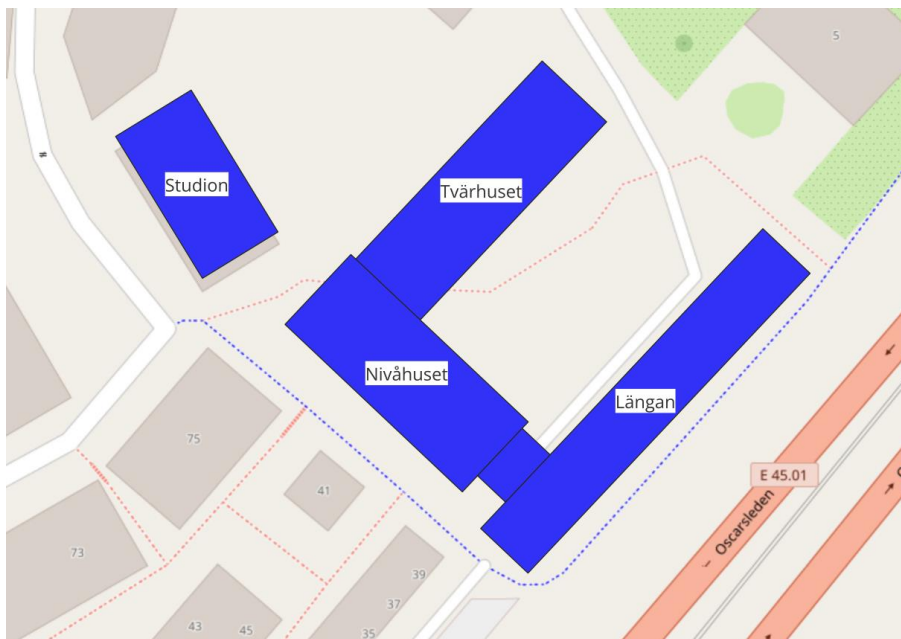 5
Studion
Tvärhuset
Nivåhuset
Längan
75
41
E 45.01
Oscarsleden
73
39
37
35
43
45